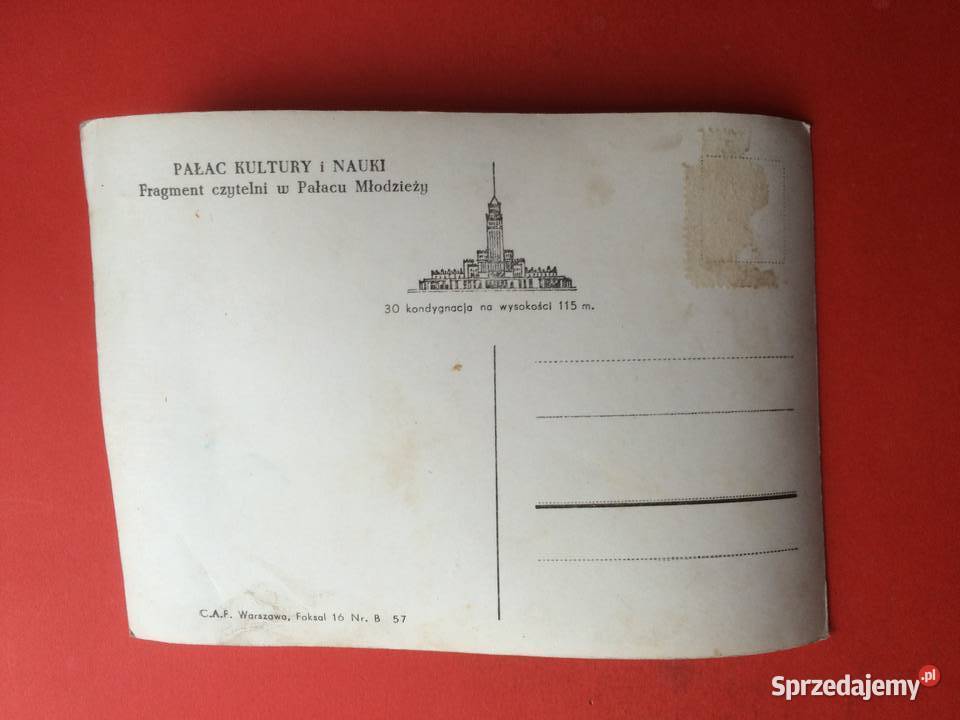 PAŁAC KULTURY i NAUKI
Fragment czytelni w Pałacu Młodzieży
30 kondygnacja na wysokości 115 m.
C.A.F. Warszawa, Foksal 16 Nr. B 57
Sprzedajemy.pl